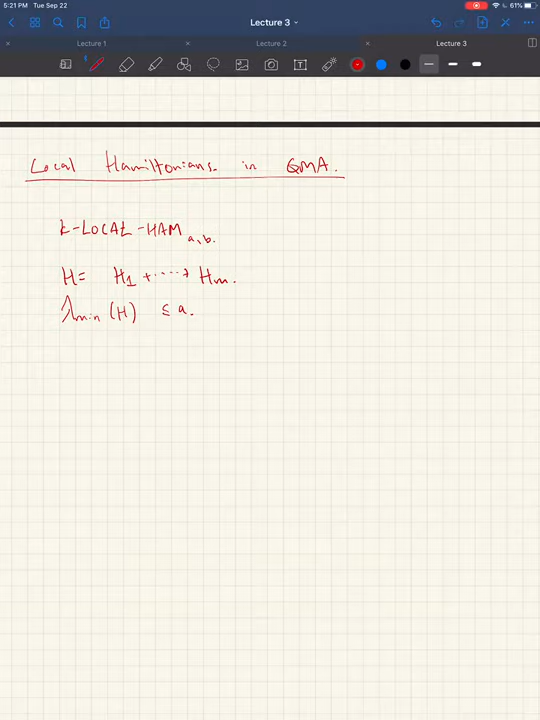 5:21 PM Tue Sep 22
61%
Lecture 3
Lecture 1
Lecture 2
Lecture 3
Local Hamiltonians in QMA.
k-LOCAL-HAM a,b.
H= H1 +....+ Hm.
λmin (H) ≤ a.